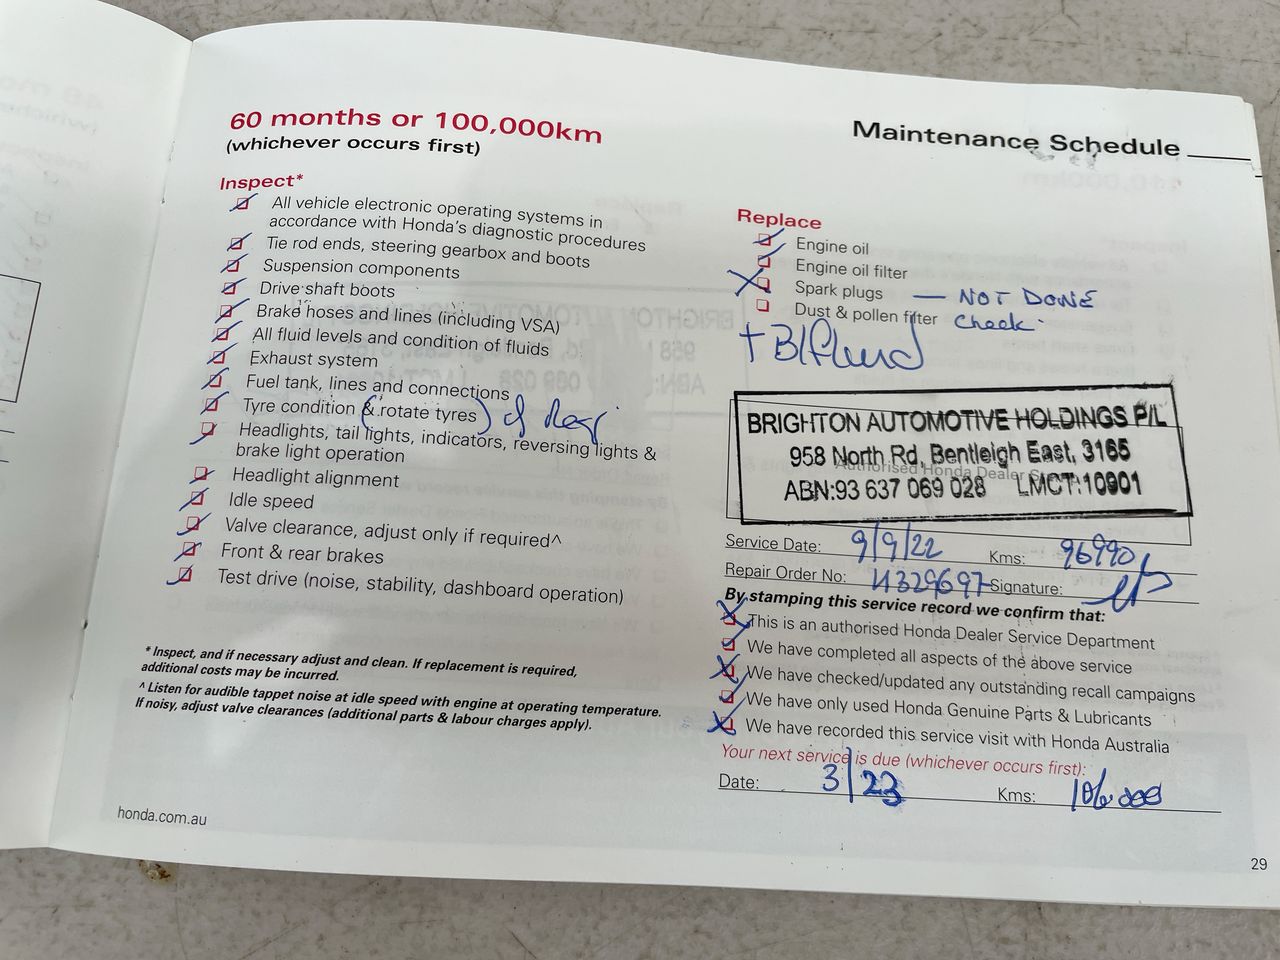 60 months or 100,000km
(whichever occurs first)
Maintenance Schedule
Inspect*
All vehicle electronic operating systems in
accordance with Honda's diagnostic procedures
Tie rod ends, steering gearbox and boots
Suspension components
Drive shaft boots
Brake hoses and lines (including VSA)
All fluid levels and condition of fluids
Exhaust system
Fuel tank, lines and connections
Tyre condition (& rotate tyres)
Headlights, tail lights, indicators, reversing lights &
brake light operation
Headlight alignment
Idle speed
Valve clearance, adjust only if required^
Front & rear brakes
Test drive (noise, stability, dashboard operation)
* Inspect, and if necessary adjust and clean. If replacement is required,
additional costs may be incurred.
^ Listen for audible tappet noise at idle speed with engine at operating temperature.
If noisy, adjust valve clearances (additional parts & labour charges apply).
honda.com.au
Replace
Engine oil
Engine oil filter
Spark plugs — NOT DONE
Dust & pollen filter check
+ B/fluid
BRIGHTON AUTOMOTIVE HOLDINGS P/L
958 North Rd, Bentleigh East, 3165
Authorised Honda Dealer
ABN:93 637 069 028 LMCT:10901
Service Date: 9/9/22 Kms: 96990
Repair Order No: Signature:
By stamping this service record we confirm that:
This is an authorised Honda Dealer Service Department
We have completed all aspects of the above service
We have checked/updated any outstanding recall campaigns
We have only used Honda Genuine Parts & Lubricants
We have recorded this service visit with Honda Australia
Your next service is due (whichever occurs first):
Date: 3/23 Kms: 106.000
29